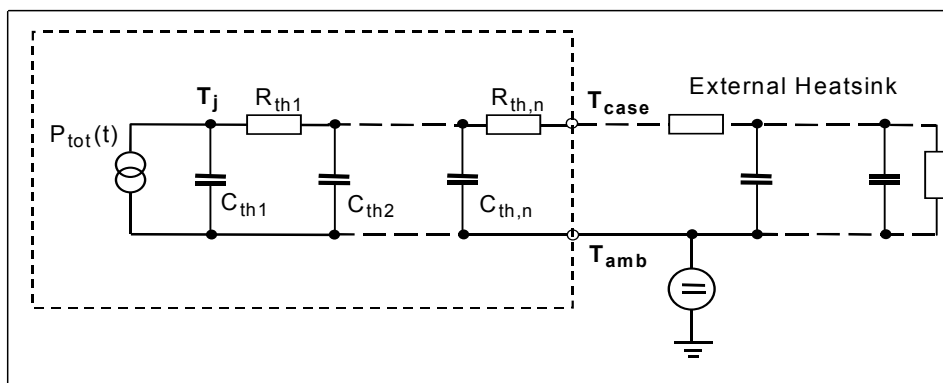 External Heatsink
T_j
R_th1
R_th,n
T_case
P_tot(t)
C_th1
C_th2
C_th,n
T_amb